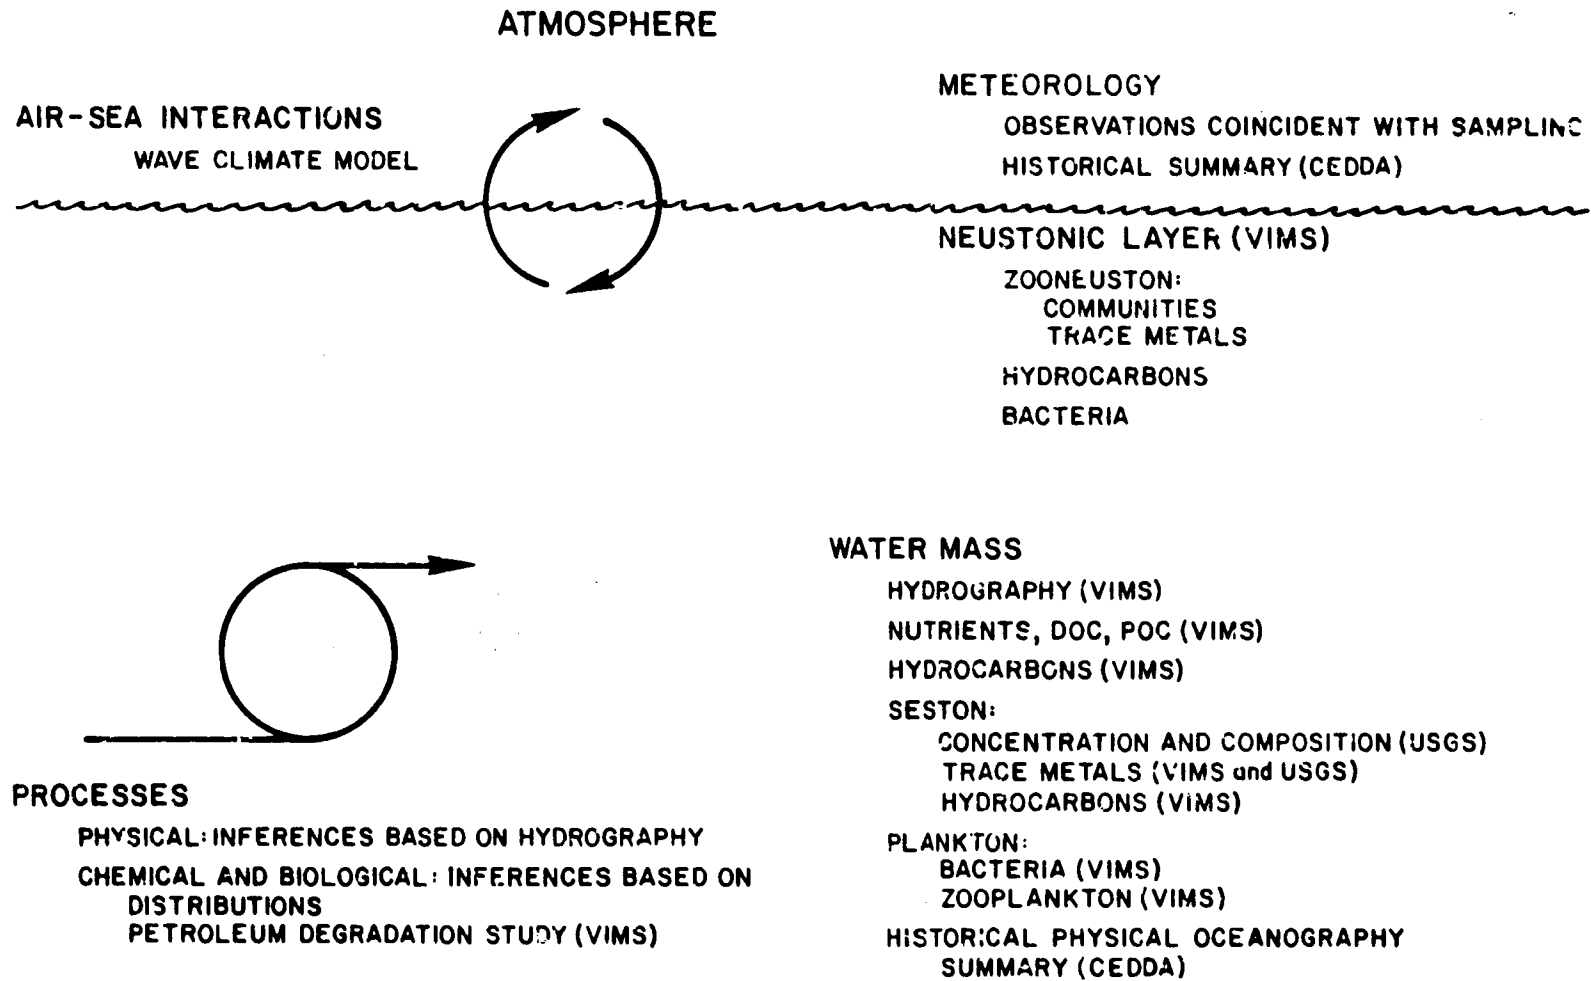 ATMOSPHERE
AIR-SEA INTERACTIONS
WAVE CLIMATE MODEL
METEOROLOGY
OBSERVATIONS COINCIDENT WITH SAMPLING
HISTORICAL SUMMARY (CEDDA)
NEUSTONIC LAYER (VIMS)
ZOONEUSTON:
COMMUNITIES
TRACE METALS
HYDROCARBONS
BACTERIA
WATER MASS
HYDROGRAPHY (VIMS)
NUTRIENTS, DOC, POC (VIMS)
HYDROCARBONS (VIMS)
SESTON:
CONCENTRATION AND COMPOSITION (USGS)
TRACE METALS (VIMS and USGS)
HYDROCARBONS (VIMS)
PLANKTON:
BACTERIA (VIMS)
ZOOPLANKTON (VIMS)
HISTORICAL PHYSICAL OCEANOGRAPHY
SUMMARY (CEDDA)
PROCESSES
PHYSICAL: INFERENCES BASED ON HYDROGRAPHY
CHEMICAL AND BIOLOGICAL: INFERENCES BASED ON
DISTRIBUTIONS
PETROLEUM DEGRADATION STUDY (VIMS)